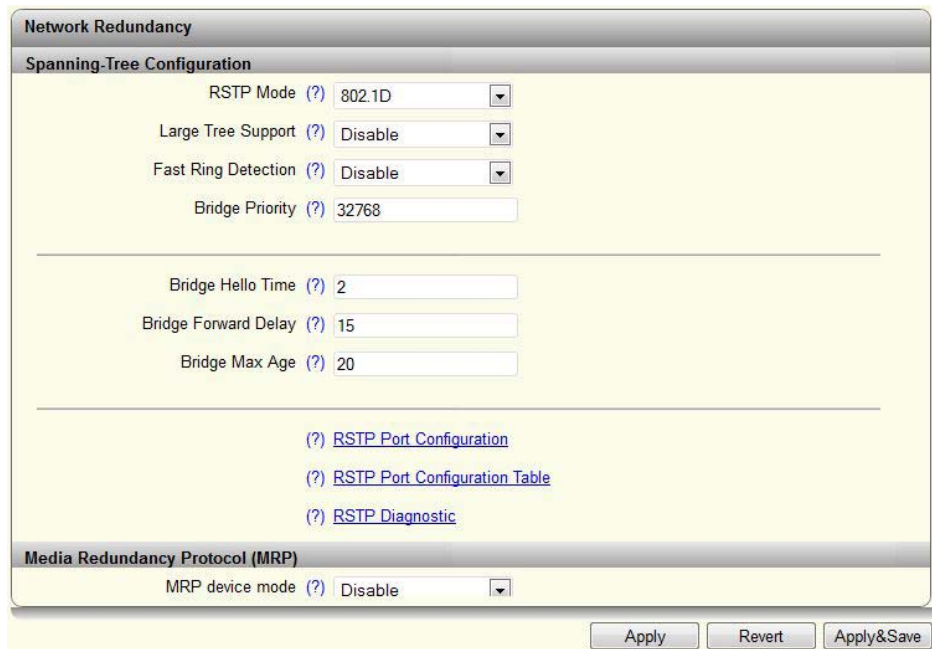 Network Redundancy
Spanning-Tree Configuration
RSTP Mode (?) 802.1D
Large Tree Support (?) Disable
Fast Ring Detection (?) Disable
Bridge Priority (?) 32768
Bridge Hello Time (?) 2
Bridge Forward Delay (?) 15
Bridge Max Age (?) 20
(?) RSTP Port Configuration
(?) RSTP Port Configuration Table
(?) RSTP Diagnostic
Media Redundancy Protocol (MRP)
MRP device mode (?) Disable
Apply Revert Apply&Save